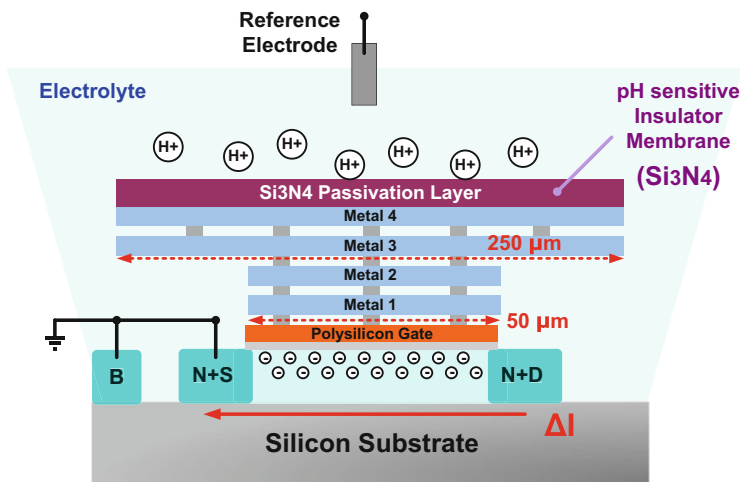 Reference
Electrode
Electrolyte
pH sensitive
Insulator
Membrane
(Si3N4)
H+ H+ H+ H+ H+ H+ H+
Si3N4 Passivation Layer
Metal 4
Metal 3
250 µm
Metal 2
Metal 1
50 µm
Polysilicon Gate
B N+S N+D
ΔI
Silicon Substrate